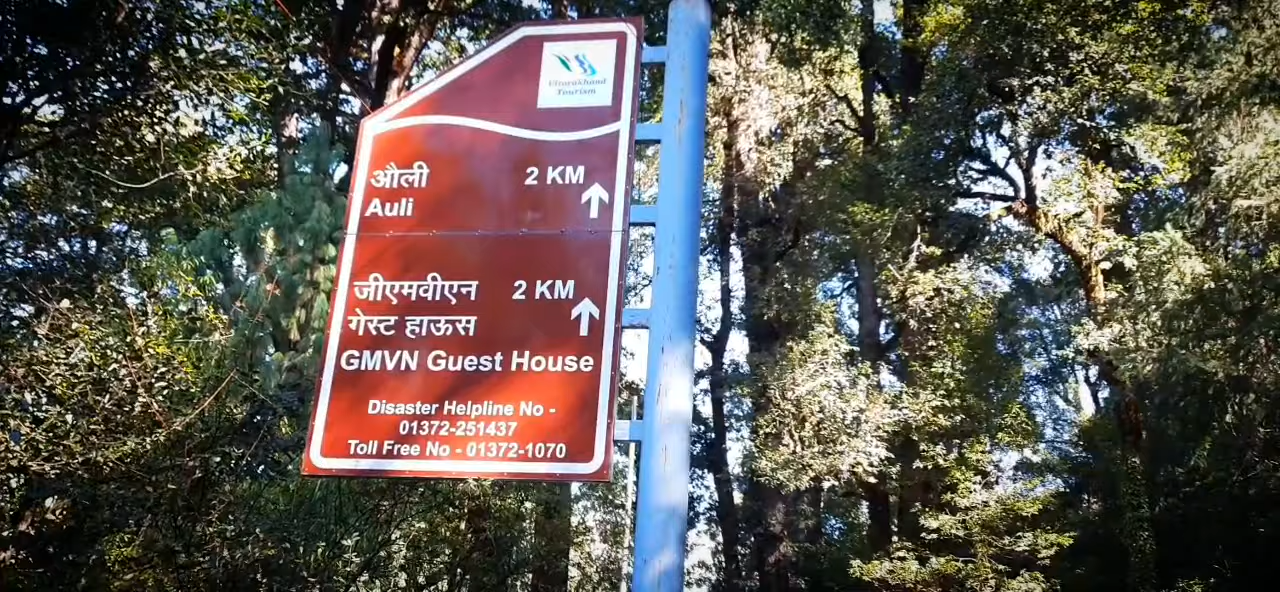 Uttarakhand
Tourism
औली 2 KM
Auli
जीएमवीएन 2 KM
गेस्ट हाऊस
GMVN Guest House
Disaster Helpline No -
01372-251437
Toll Free No - 01372-1070